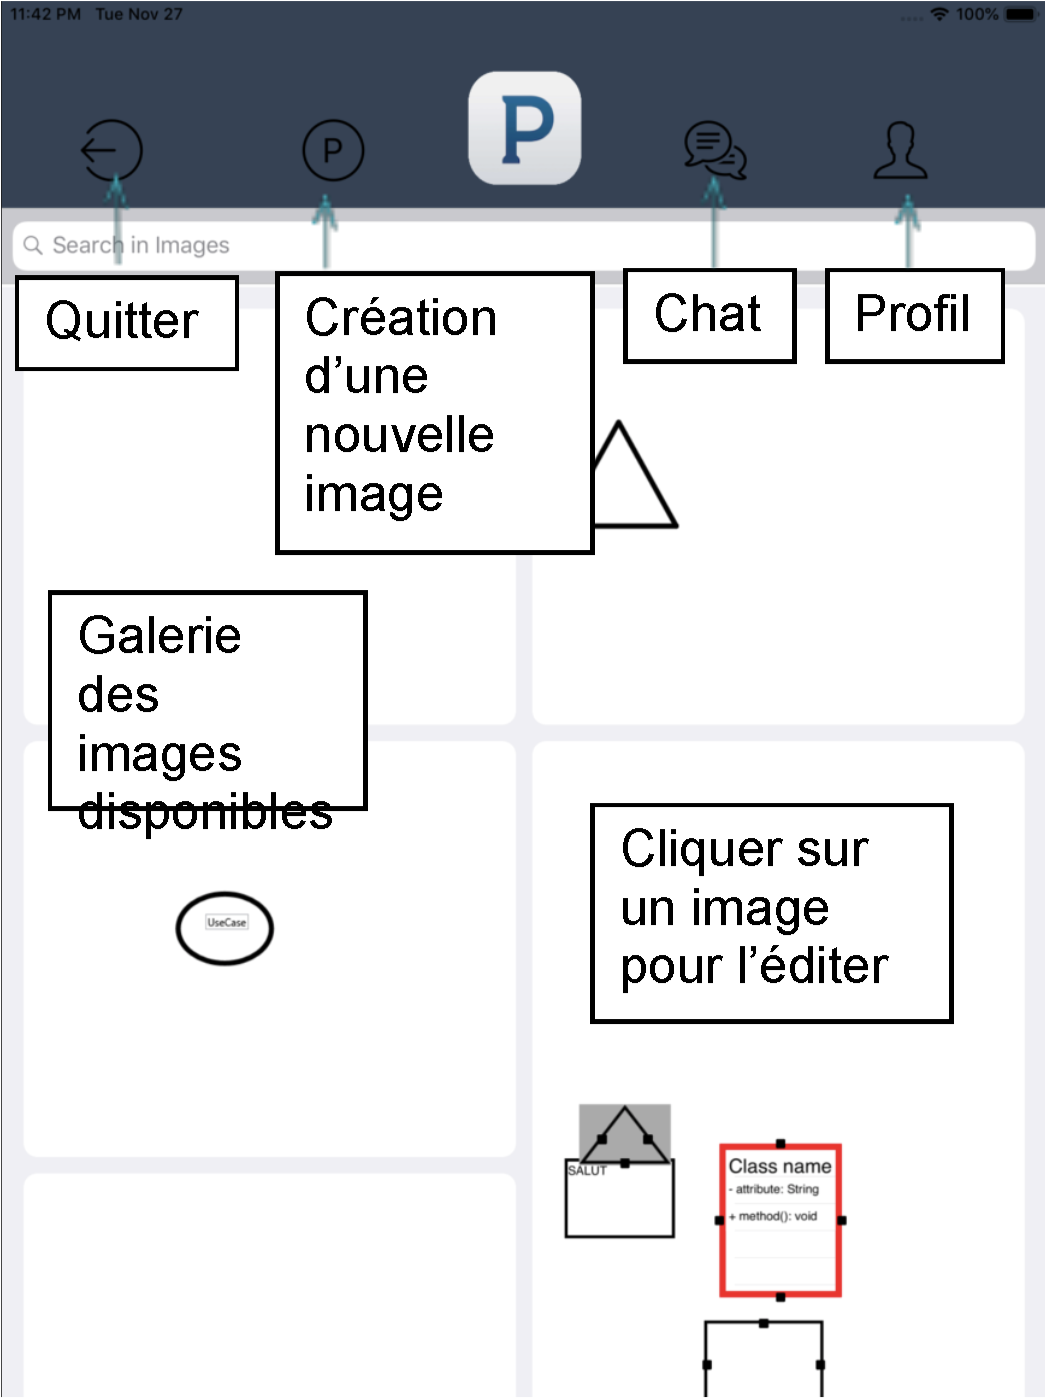 11:42 PM Tue Nov 27
100%
P
P
Search in Images
Quitter
Création
d’une
nouvelle
image
Chat
Profil
Galerie
des
images
disponibles
UseCase
Cliquer sur
un image
pour l’éditer
SALUT
Class name
- attribute: String
+ method(): void